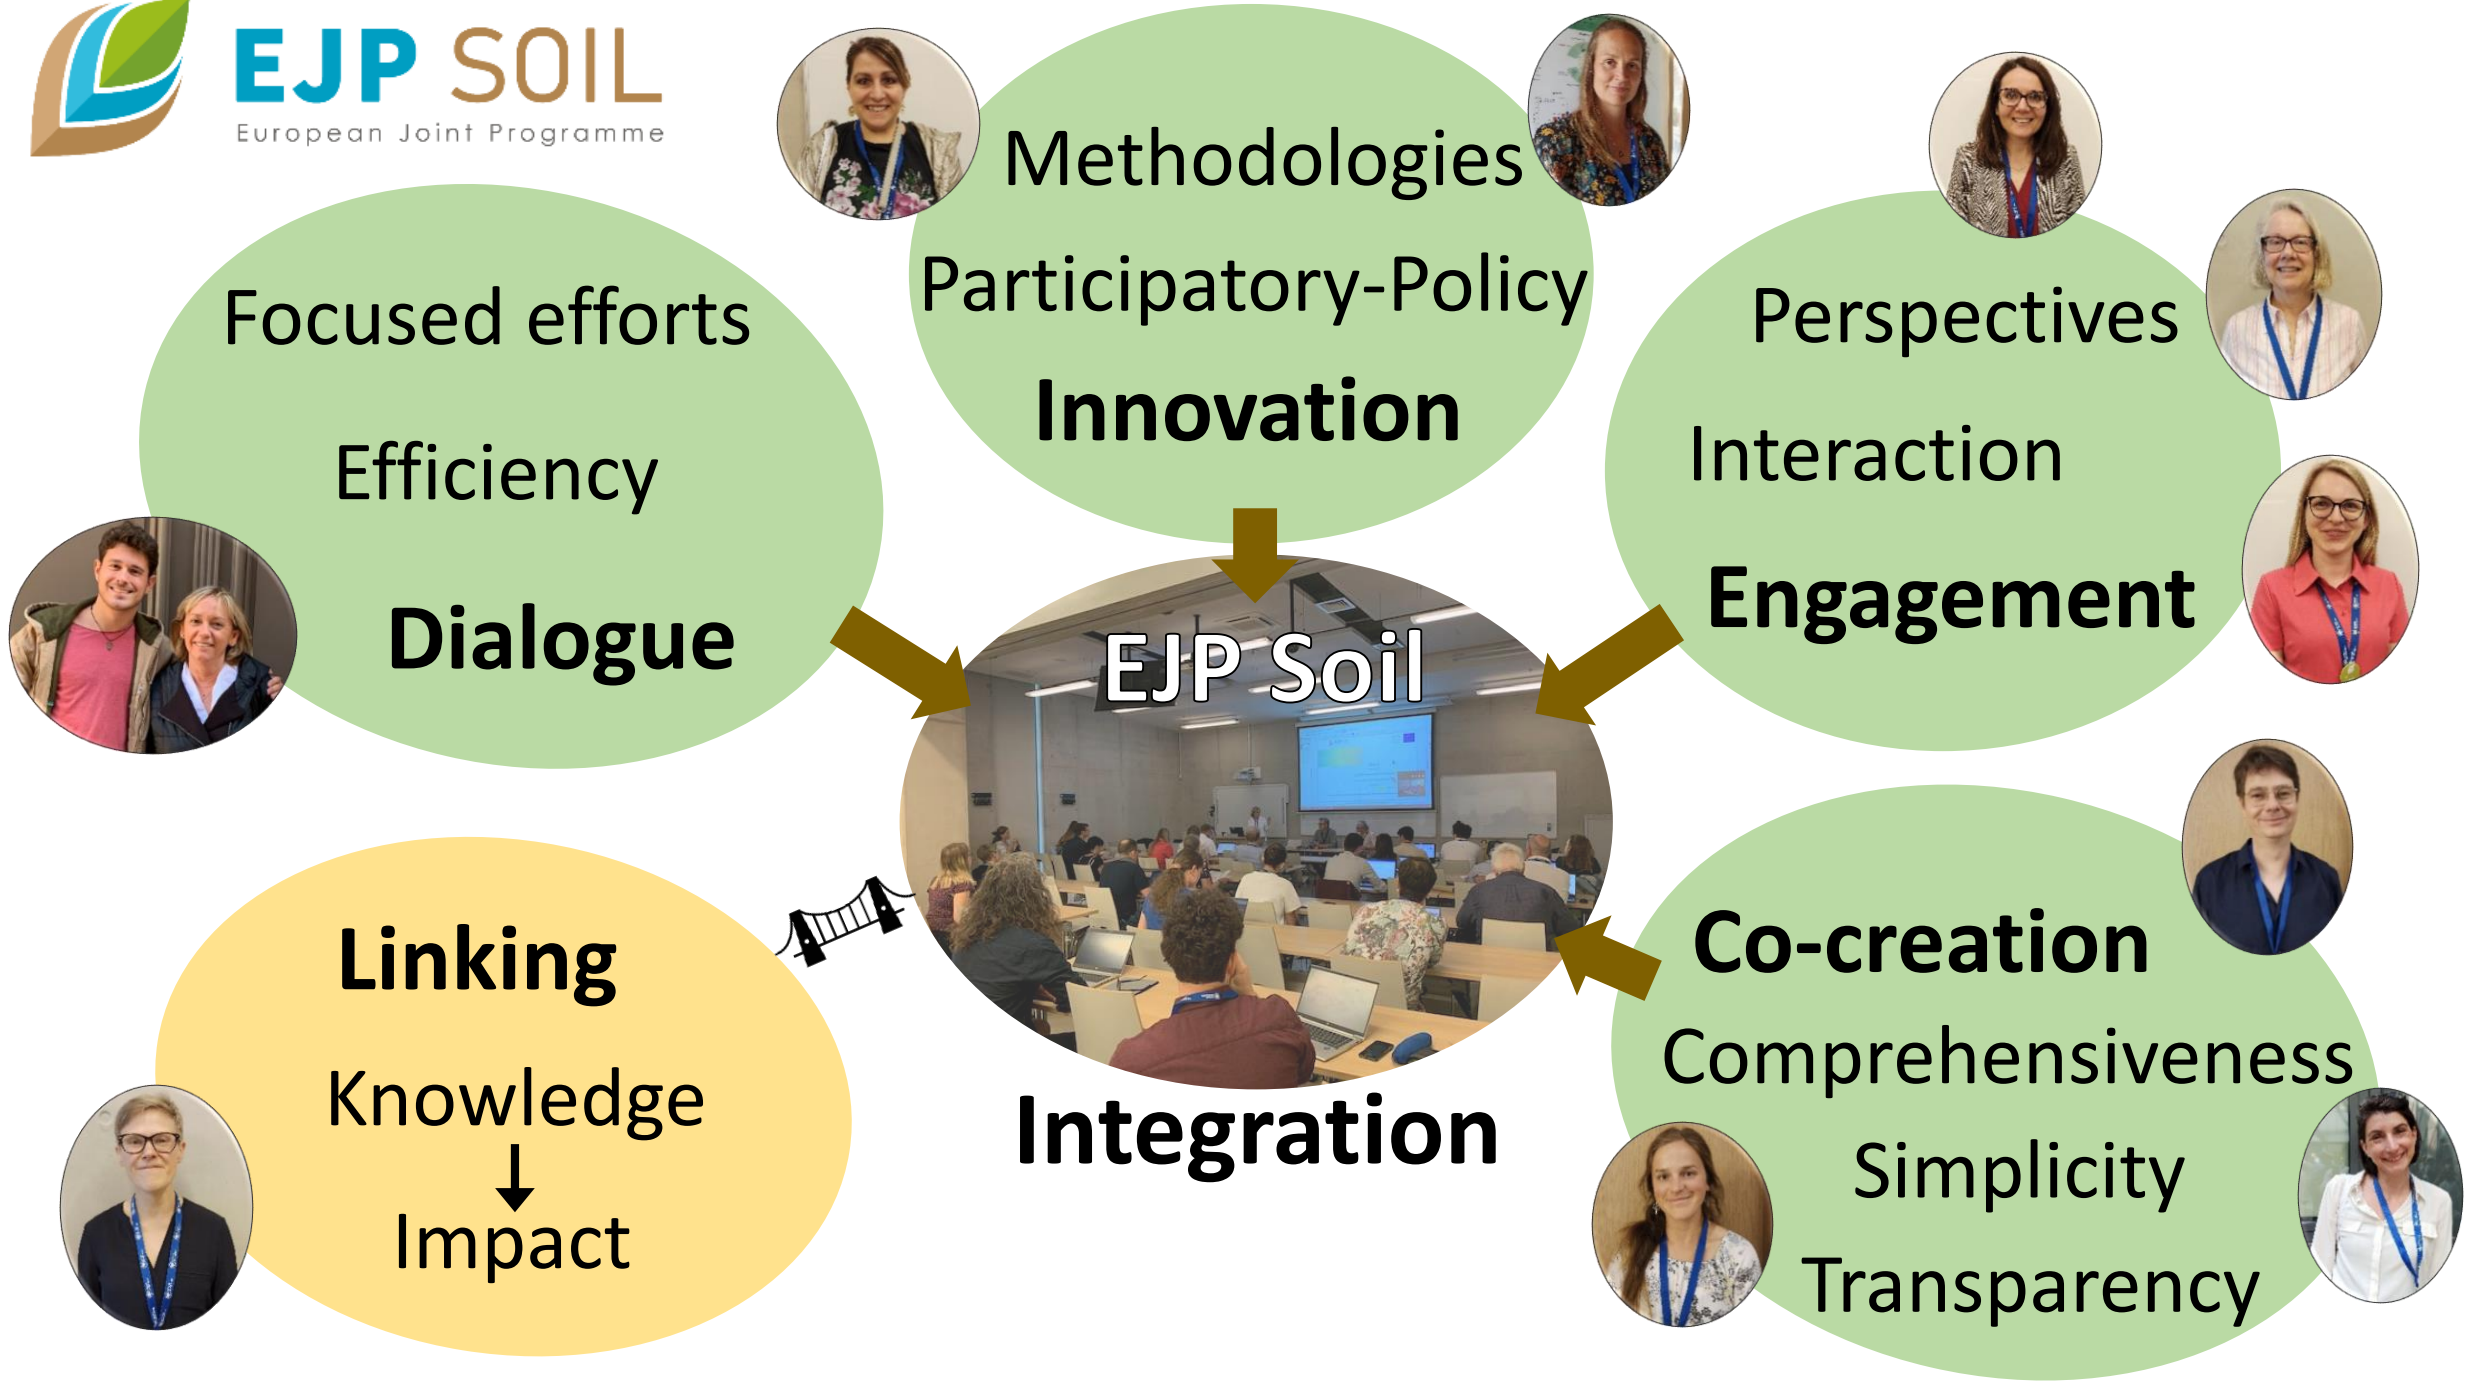 EJP SOIL
European Joint Programme
Focused efforts
Efficiency
Dialogue
Methodologies
Participatory-Policy
Innovation
Perspectives
Interaction
Engagement
EJP Soil
Integration
Linking
Knowledge
Impact
Co-creation
Comprehensiveness
Simplicity
Transparency